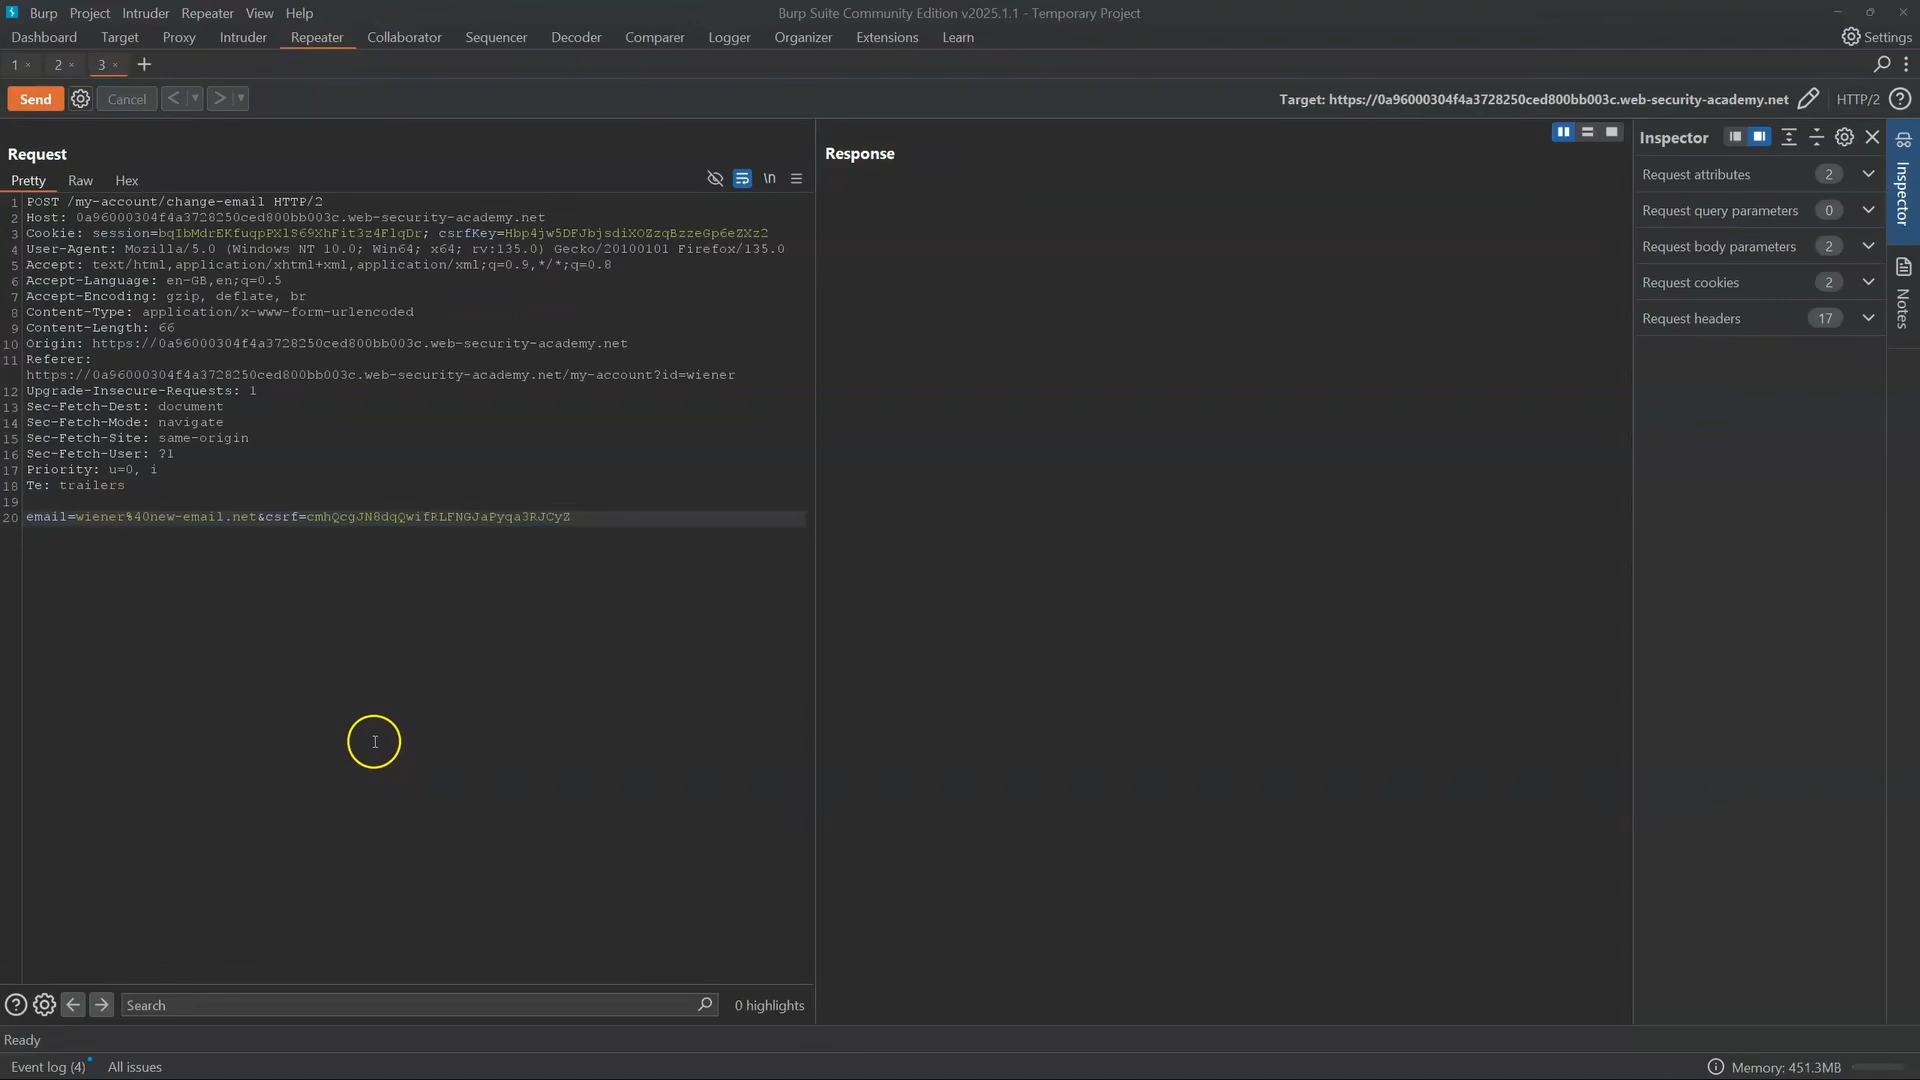 Burp Project Intruder Repeater View Help
Burp Suite Community Edition v2025.1.1 - Temporary Project
Dashboard Target Proxy Intruder Repeater Collaborator Sequencer Decoder Comparer Logger Organizer Extensions Learn
Settings
1 × 2 × 3 × +
Send Cancel < >
Target: https://0a96000304f4a3728250ced800bb003c.web-security-academy.net HTTP/2
Request
Pretty Raw Hex
\n
1 POST /my-account/change-email HTTP/2
2 Host: 0a96000304f4a3728250ced800bb003c.web-security-academy.net
3 Cookie: session=bqIbMdrEKfuqpPXlS69XhFit3z4FlqDr; csrfKey=Hbp4jw5DFJbjsdiXOZzqBzzeGp6eZXz2
4 User-Agent: Mozilla/5.0 (Windows NT 10.0; Win64; x64; rv:135.0) Gecko/20100101 Firefox/135.0
5 Accept: text/html,application/xhtml+xml,application/xml;q=0.9,*/*;q=0.8
6 Accept-Language: en-GB,en;q=0.5
7 Accept-Encoding: gzip, deflate, br
8 Content-Type: application/x-www-form-urlencoded
9 Content-Length: 66
10 Origin: https://0a96000304f4a3728250ced800bb003c.web-security-academy.net
11 Referer:
https://0a96000304f4a3728250ced800bb003c.web-security-academy.net/my-account?id=wiener
12 Upgrade-Insecure-Requests: 1
13 Sec-Fetch-Dest: document
14 Sec-Fetch-Mode: navigate
15 Sec-Fetch-Site: same-origin
16 Sec-Fetch-User: ?1
17 Priority: u=0, i
18 Te: trailers
19
20 email=wiener%40new-email.net&csrf=cmhQcgJN8dqQwifRLFNGJaPyqa3RJCyZ
Search
0 highlights
Response
Inspector
Request attributes 2
Request query parameters 0
Request body parameters 2
Request cookies 2
Request headers 17
Inspector
Notes
Ready
Event log (4) All issues
Memory: 451.3MB